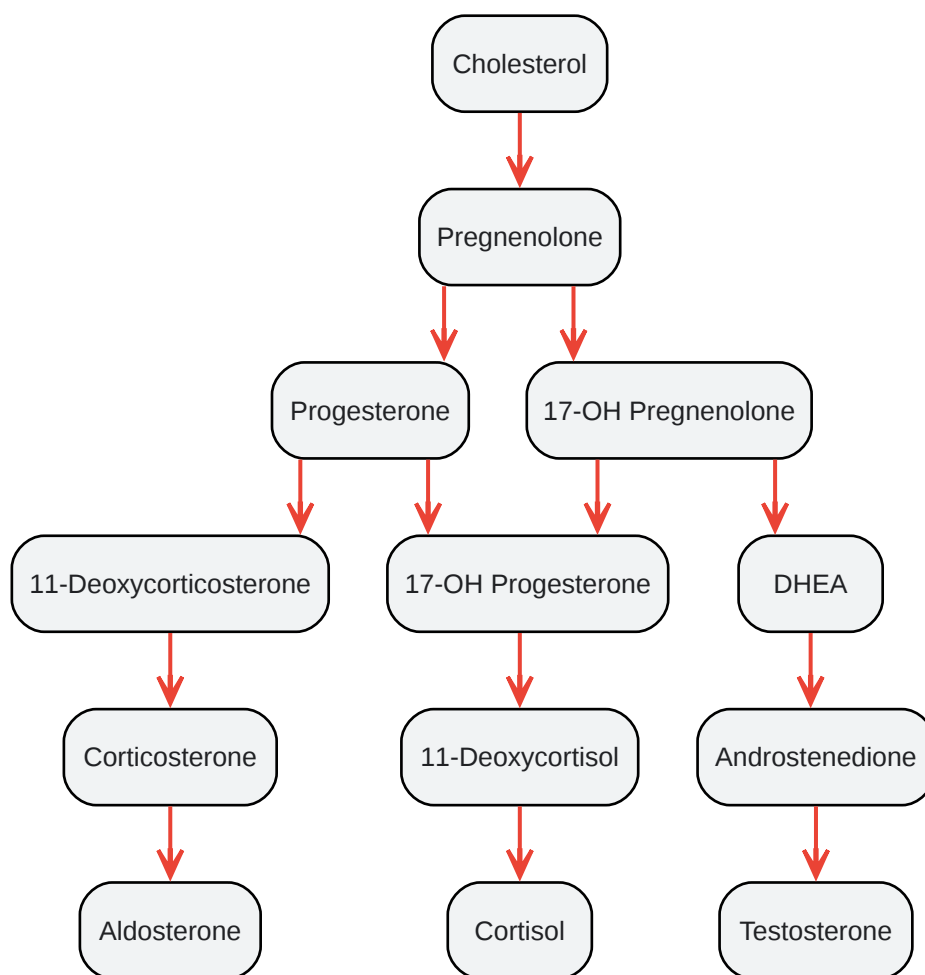 Cholesterol
Pregnenolone
Progesterone
17-OH Pregnenolone
11-Deoxycorticosterone
17-OH Progesterone
DHEA
Corticosterone
11-Deoxycortisol
Androstenedione
Aldosterone
Cortisol
Testosterone